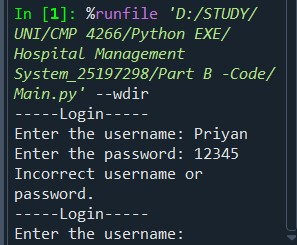 In [1]: %runfile 'D:/STUDY/
UNI/CMP 4266/Python EXE/
Hospital Management
System_25197298/Part B -Code/
Main.py' --wdir
-----Login-----
Enter the username: Priyan
Enter the password: 12345
Incorrect username or
password.
-----Login-----
Enter the username: